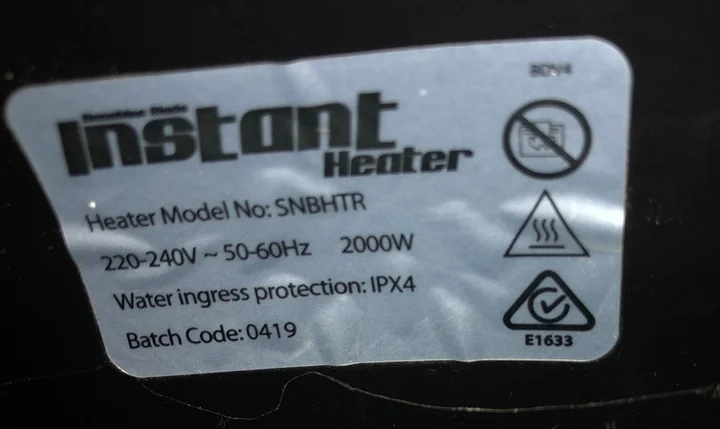 Instant
Heater
Heater Model No: SNBHTR
220-240V ~ 50-60Hz 2000W
Water ingress protection: IPX4
Batch Code: 0419
E1633